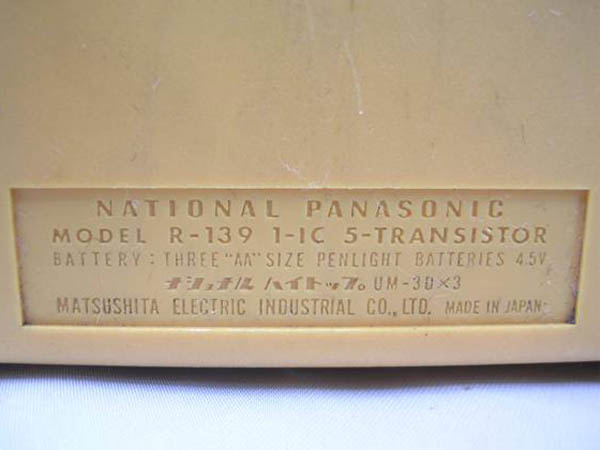 NATIONAL PANASONIC
MODEL R-139 1-IC 5-TRANSISTOR
BATTERY: THREE "AA" SIZE PENLIGHT BATTERIES 4.5V
ナショナル ハイトップ。UM-3D×3
MATSUSHITA ELECTRIC INDUSTRIAL CO., LTD. MADE IN JAPAN